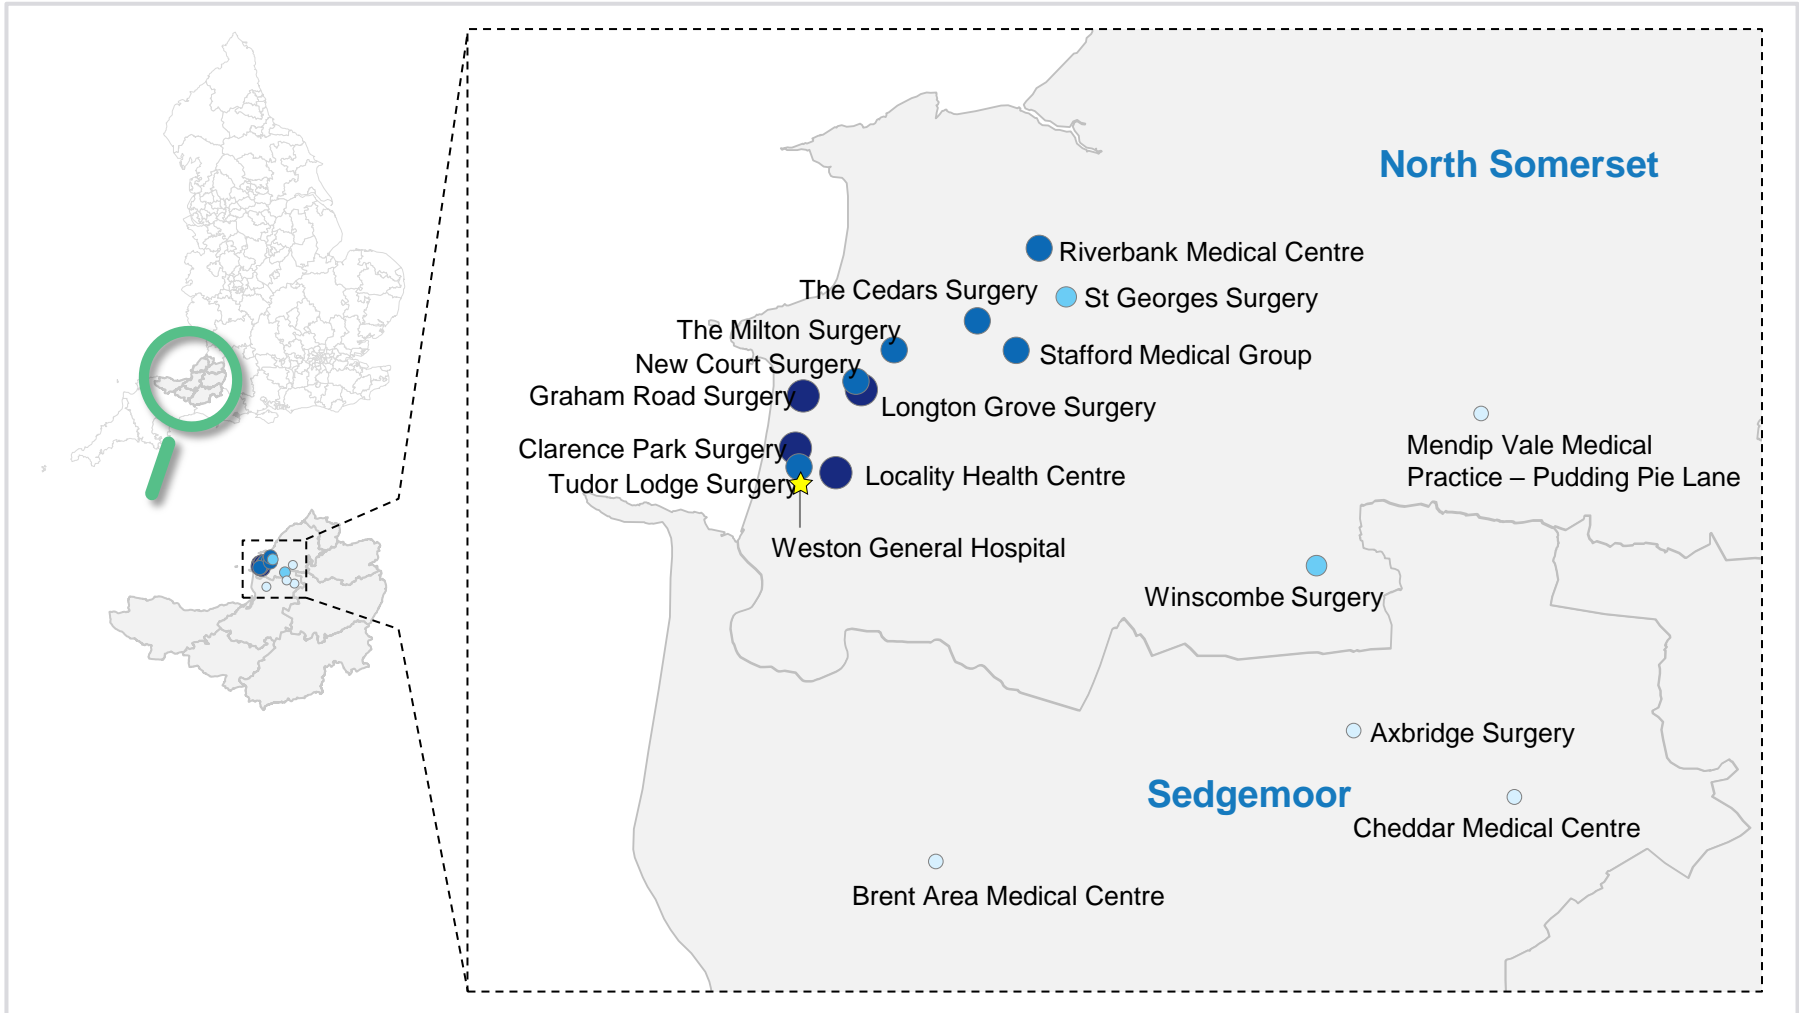 North Somerset
Riverbank Medical Centre
The Cedars Surgery
St Georges Surgery
The Milton Surgery
Stafford Medical Group
New Court Surgery
Graham Road Surgery
Longton Grove Surgery
Clarence Park Surgery
Mendip Vale Medical
Practice – Pudding Pie Lane
Locality Health Centre
Tudor Lodge Surgery
Weston General Hospital
Winscombe Surgery
Axbridge Surgery
Sedgemoor
Cheddar Medical Centre
Brent Area Medical Centre